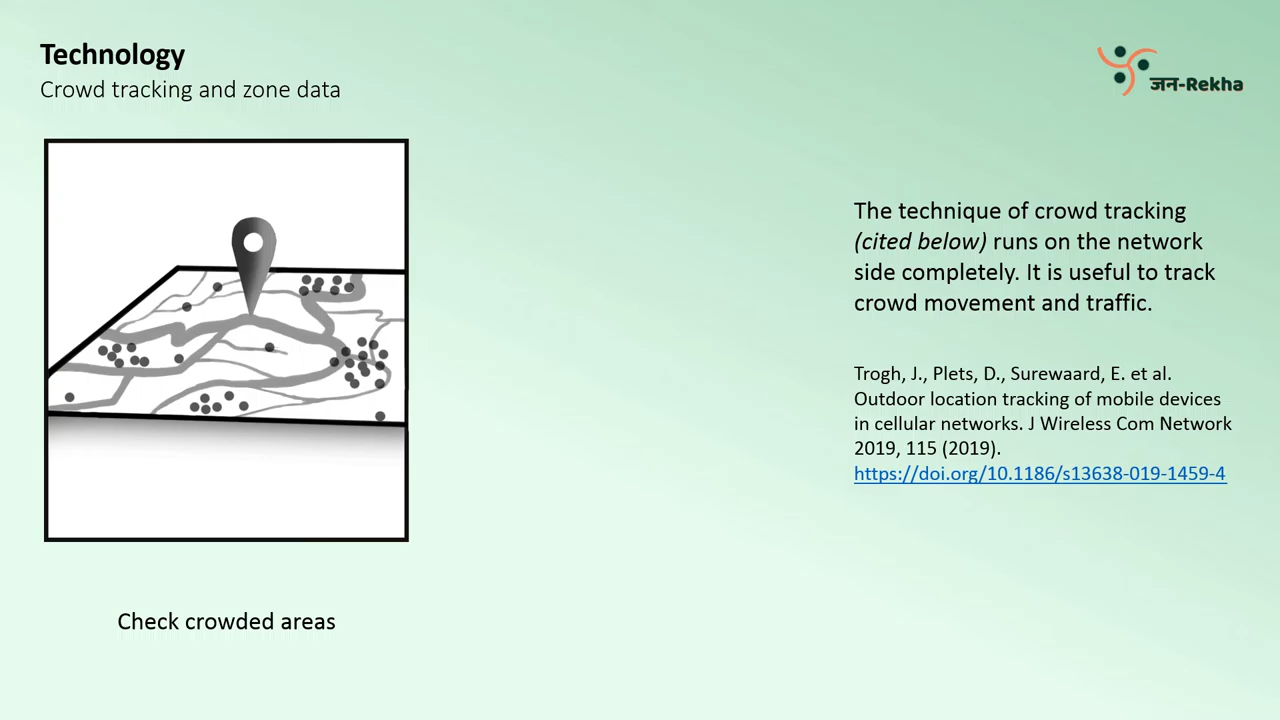 Technology
Crowd tracking and zone data
जन-Rekha
The technique of crowd tracking
(cited below) runs on the network
side completely. It is useful to track
crowd movement and traffic.
Trogh, J., Plets, D., Surewaard, E. et al.
Outdoor location tracking of mobile devices
in cellular networks. J Wireless Com Network
2019, 115 (2019).
https://doi.org/10.1186/s13638-019-1459-4
Check crowded areas